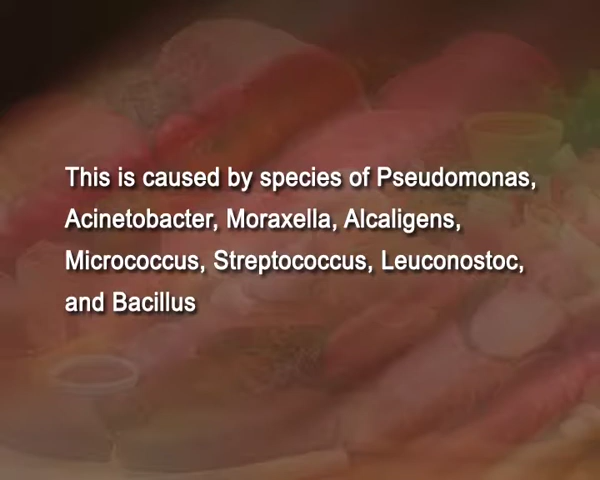 This is caused by species of Pseudomonas,
Acinetobacter, Moraxella, Alcaligens,
Micrococcus, Streptococcus, Leuconostoc,
and Bacillus